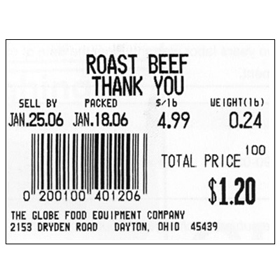 ROAST BEEF
THANK YOU
SELL BY PACKED $/lb WEIGHT(lb)
JAN.25.06 JAN.18.06 4.99 0.24
TOTAL PRICE 100
$1.20
0 200100 401206
THE GLOBE FOOD EQUIPMENT COMPANY
2153 DRYDEN ROAD DAYTON, OHIO 45439